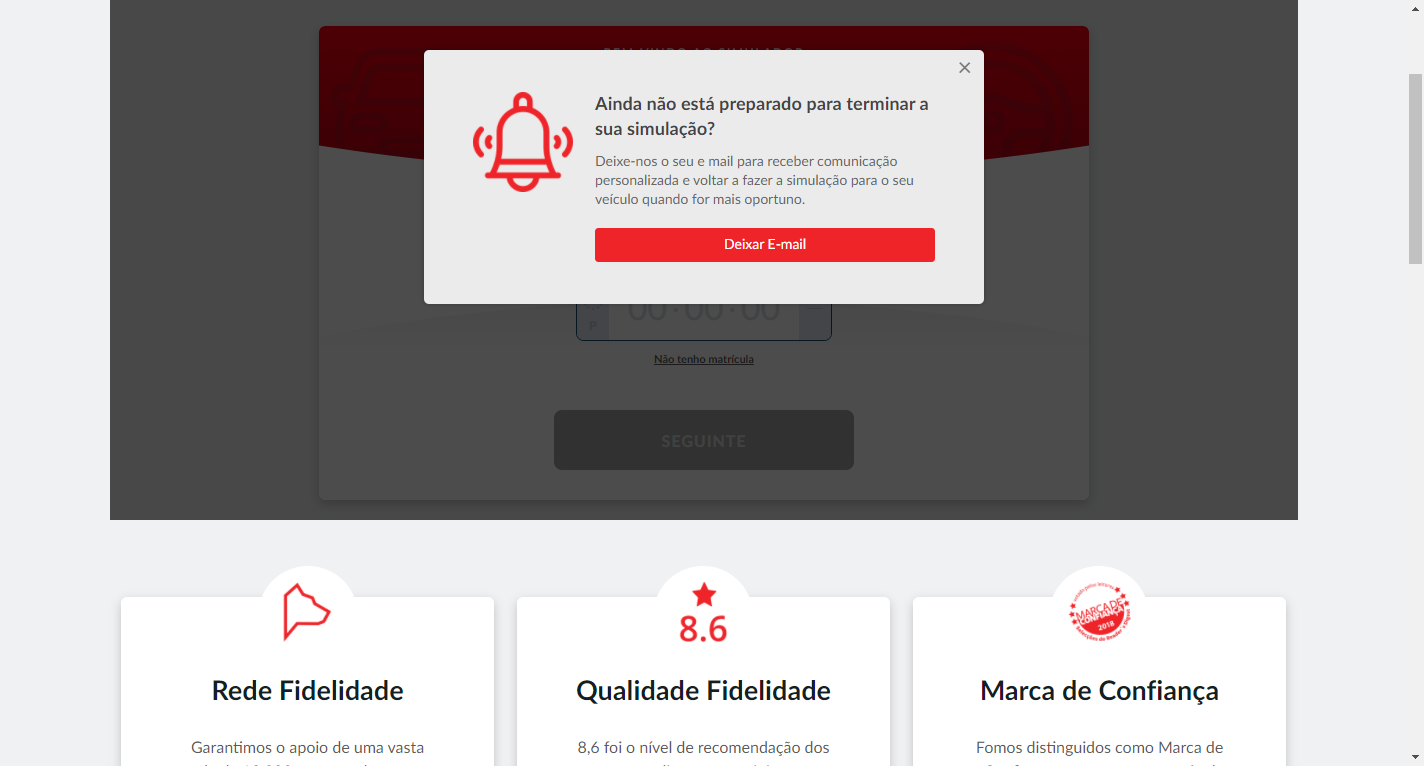 Ainda não está preparado para terminar a
sua simulação?
Deixe-nos o seu e mail para receber comunicação
personalizada e voltar a fazer a simulação para o seu
veículo quando for mais oportuno.
Deixar E-mail
P
00 · 00 · 00
Não tenho matrícula
SEGUINTE
8.6
MARCA DE
CONFIANÇA
2018
Rede Fidelidade
Qualidade Fidelidade
Marca de Confiança
Garantimos o apoio de uma vasta
8,6 foi o nível de recomendação dos
Fomos distinguidos como Marca de